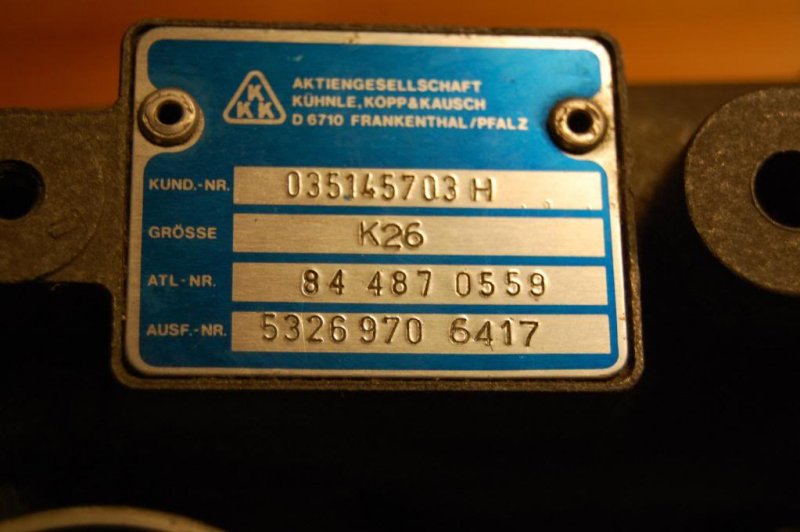 K
K K
AKTIENGESELLSCHAFT
KÜHNLE, KOPP & KAUSCH
D 6710 FRANKENTHAL/PFALZ
KUND.-NR. 035145703 H
GRÖSSE K26
ATL-NR. 84 487 0559
AUSF.-NR. 5326 970 6417